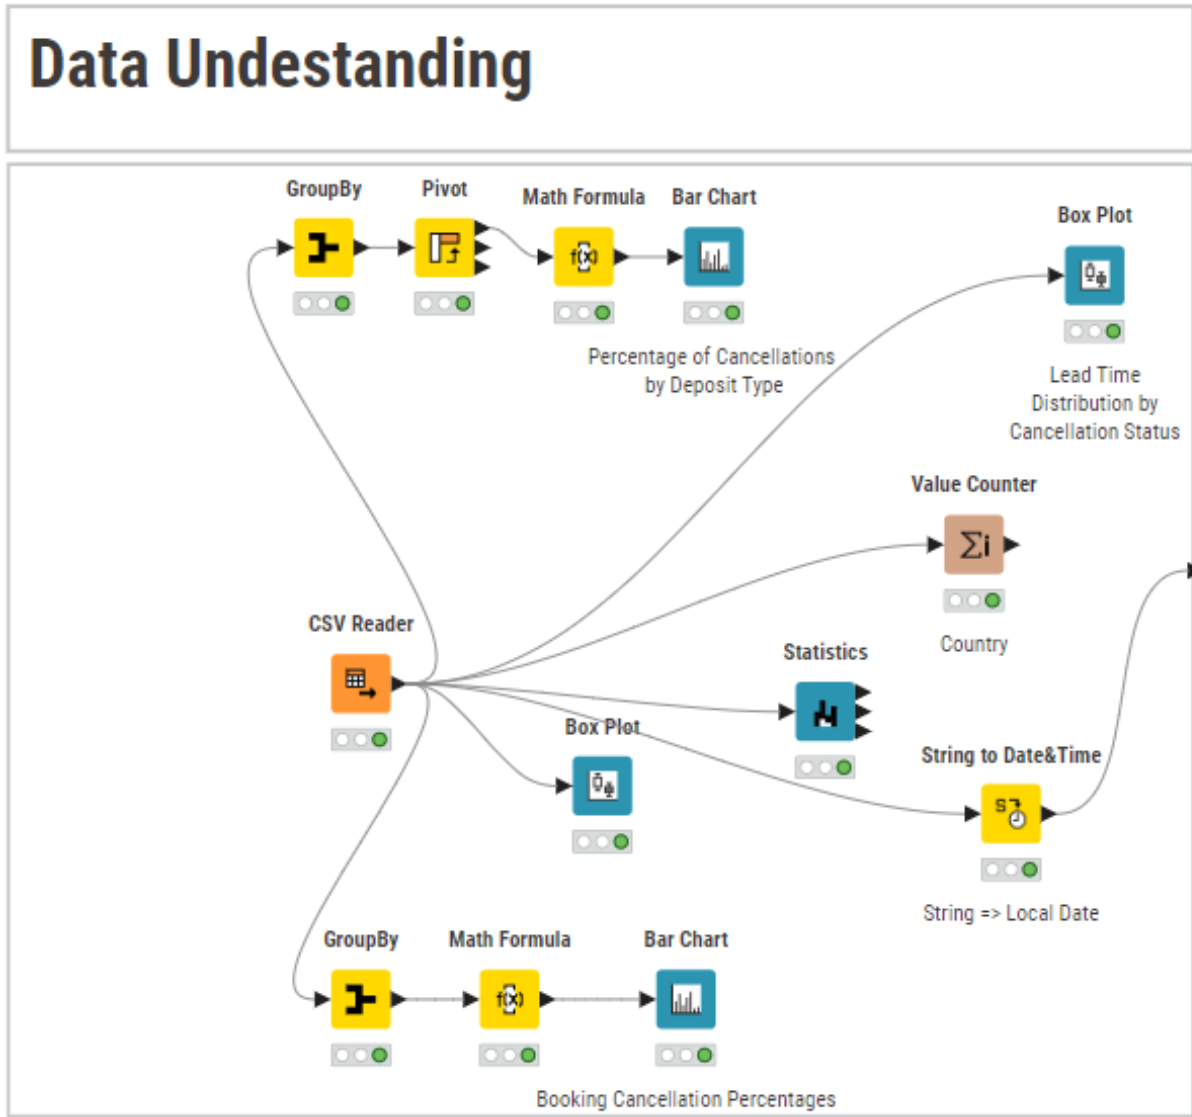 Data Undestanding
GroupBy
Pivot
Math Formula
Bar Chart
Percentage of Cancellations
by Deposit Type
Box Plot
Lead Time
Distribution by
Cancellation Status
Value Counter
Country
CSV Reader
Statistics
Box Plot
String to Date&Time
String => Local Date
GroupBy
Math Formula
Bar Chart
Booking Cancellation Percentages